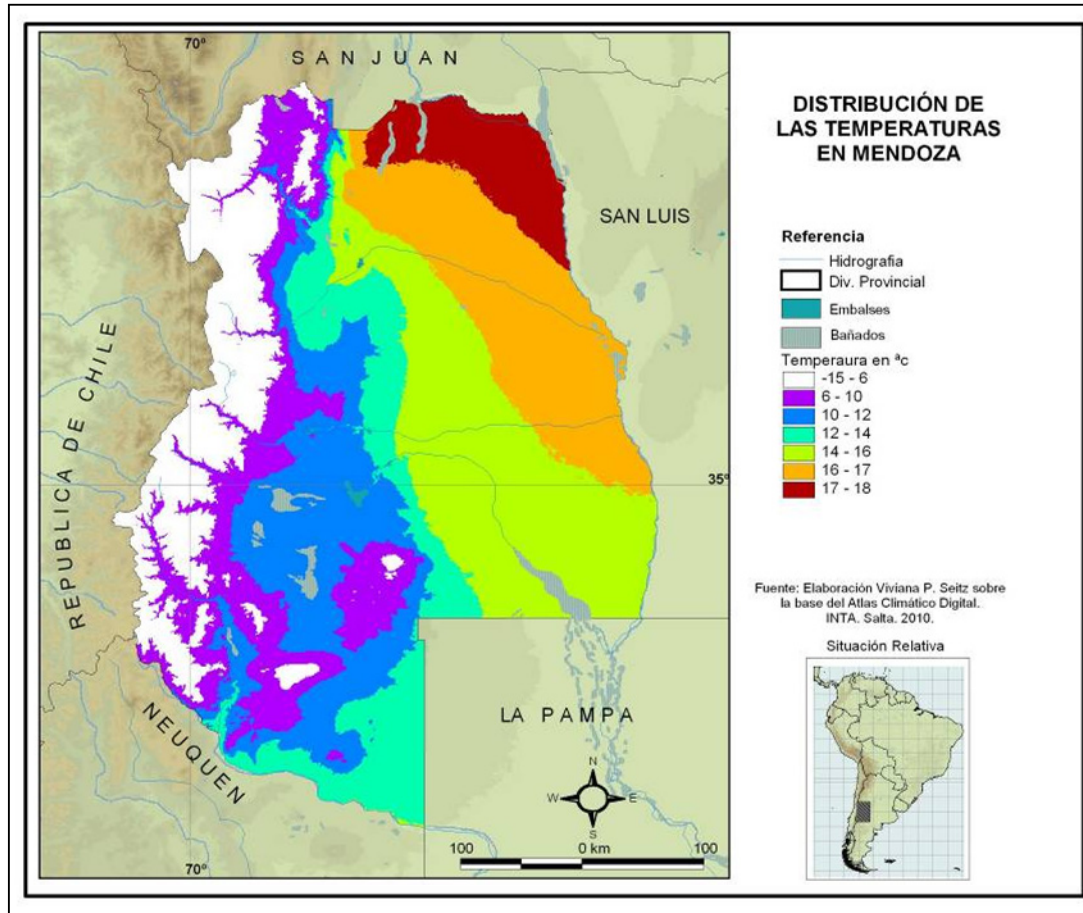 70º
SAN JUAN
SAN LUIS
REPUBLICA DE CHILE
35º
NEUQUEN
LA PAMPA
N
W
E
S
100
0 km
100
70º
DISTRIBUCIÓN DE
LAS TEMPERATURAS
EN MENDOZA
Referencia
Hidrografia
Div. Provincial
Embalses
Bañados
Temperaura en ªc
-15 - 6
6 - 10
10 - 12
12 - 14
14 - 16
16 - 17
17 - 18
Fuente: Elaboración Viviana P. Seitz sobre
la base del Atlas Climático Digital.
INTA. Salta. 2010.
Situación Relativa